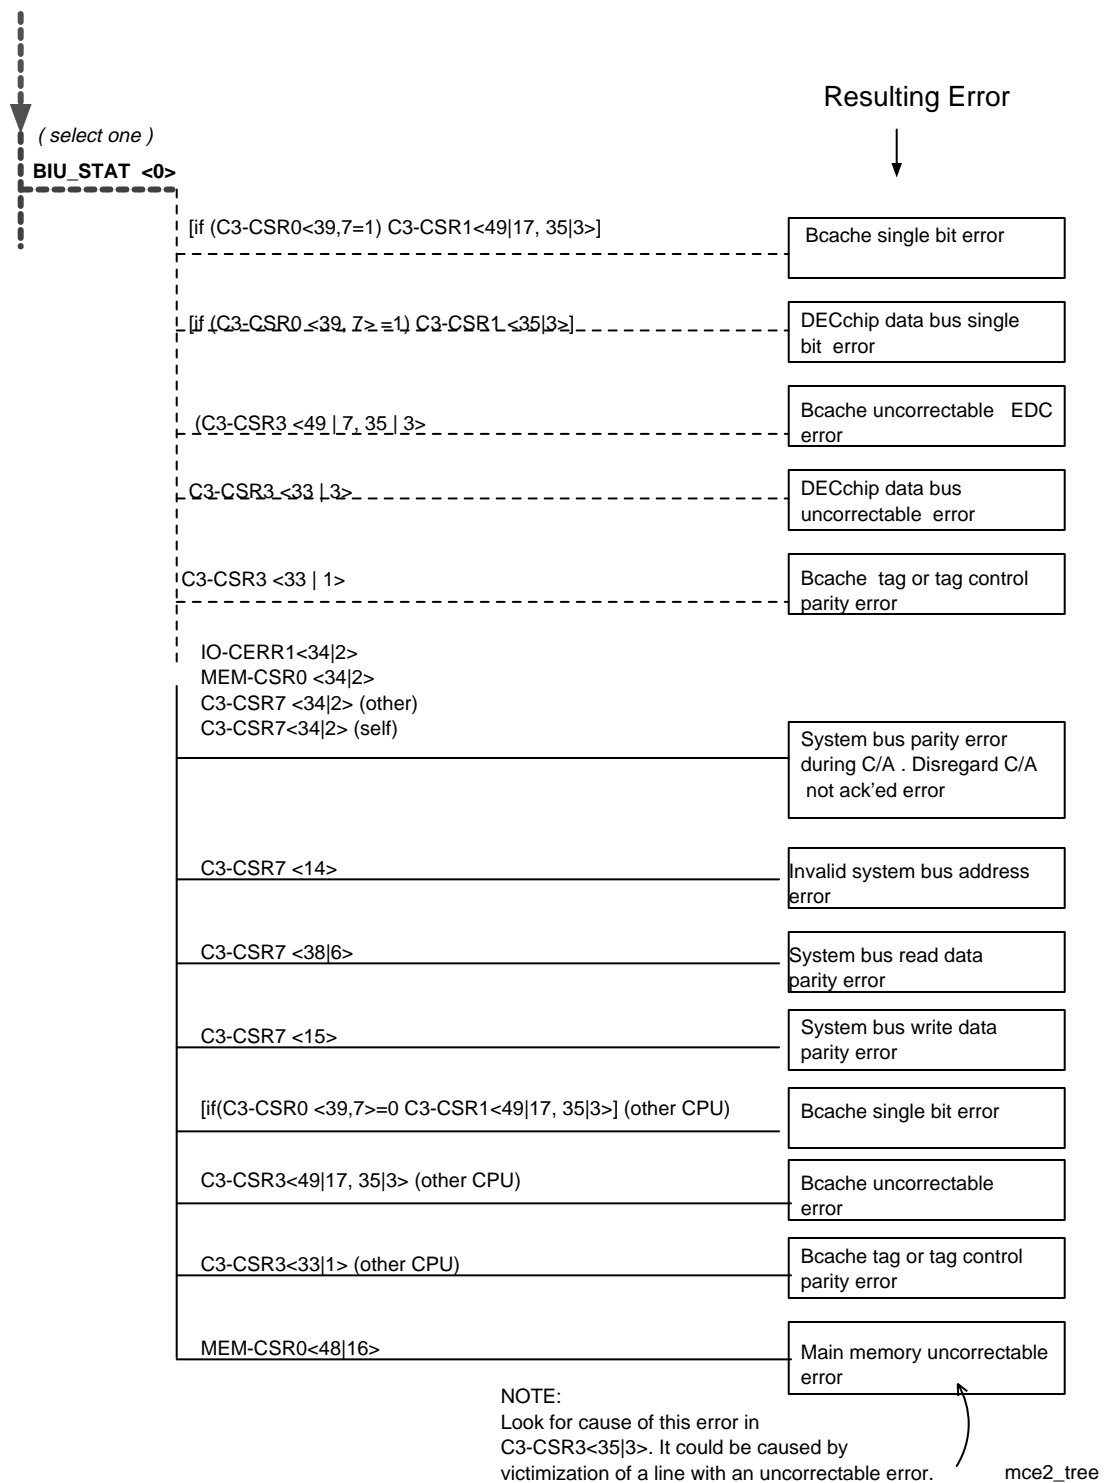 Resulting Error
( select one )
BIU_STAT <0>
[if (C3-CSR0<39,7=1) C3-CSR1<49|17, 35|3>]
Bcache single bit error
[if (C3-CSR0 <39, 7> =1) C3-CSR1 <35|3>]
DECchip data bus single
bit error
(C3-CSR3 <49 | 7, 35 | 3>
Bcache uncorrectable EDC
error
C3-CSR3 <33 | 3>
DECchip data bus
uncorrectable error
C3-CSR3 <33 | 1>
Bcache tag or tag control
parity error
IO-CERR1<34|2>
MEM-CSR0 <34|2>
C3-CSR7 <34|2> (other)
C3-CSR7<34|2> (self)
System bus parity error
during C/A . Disregard C/A
not ack'ed error
C3-CSR7 <14>
Invalid system bus address
error
C3-CSR7 <38|6>
System bus read data
parity error
C3-CSR7 <15>
System bus write data
parity error
[if(C3-CSR0 <39,7>=0 C3-CSR1<49|17, 35|3>] (other CPU)
Bcache single bit error
C3-CSR3<49|17, 35|3> (other CPU)
Bcache uncorrectable
error
C3-CSR3<33|1> (other CPU)
Bcache tag or tag control
parity error
MEM-CSR0<48|16>
Main memory uncorrectable
error
NOTE:
Look for cause of this error in
C3-CSR3<35|3>. It could be caused by
victimization of a line with an uncorrectable error.
mce2_tree